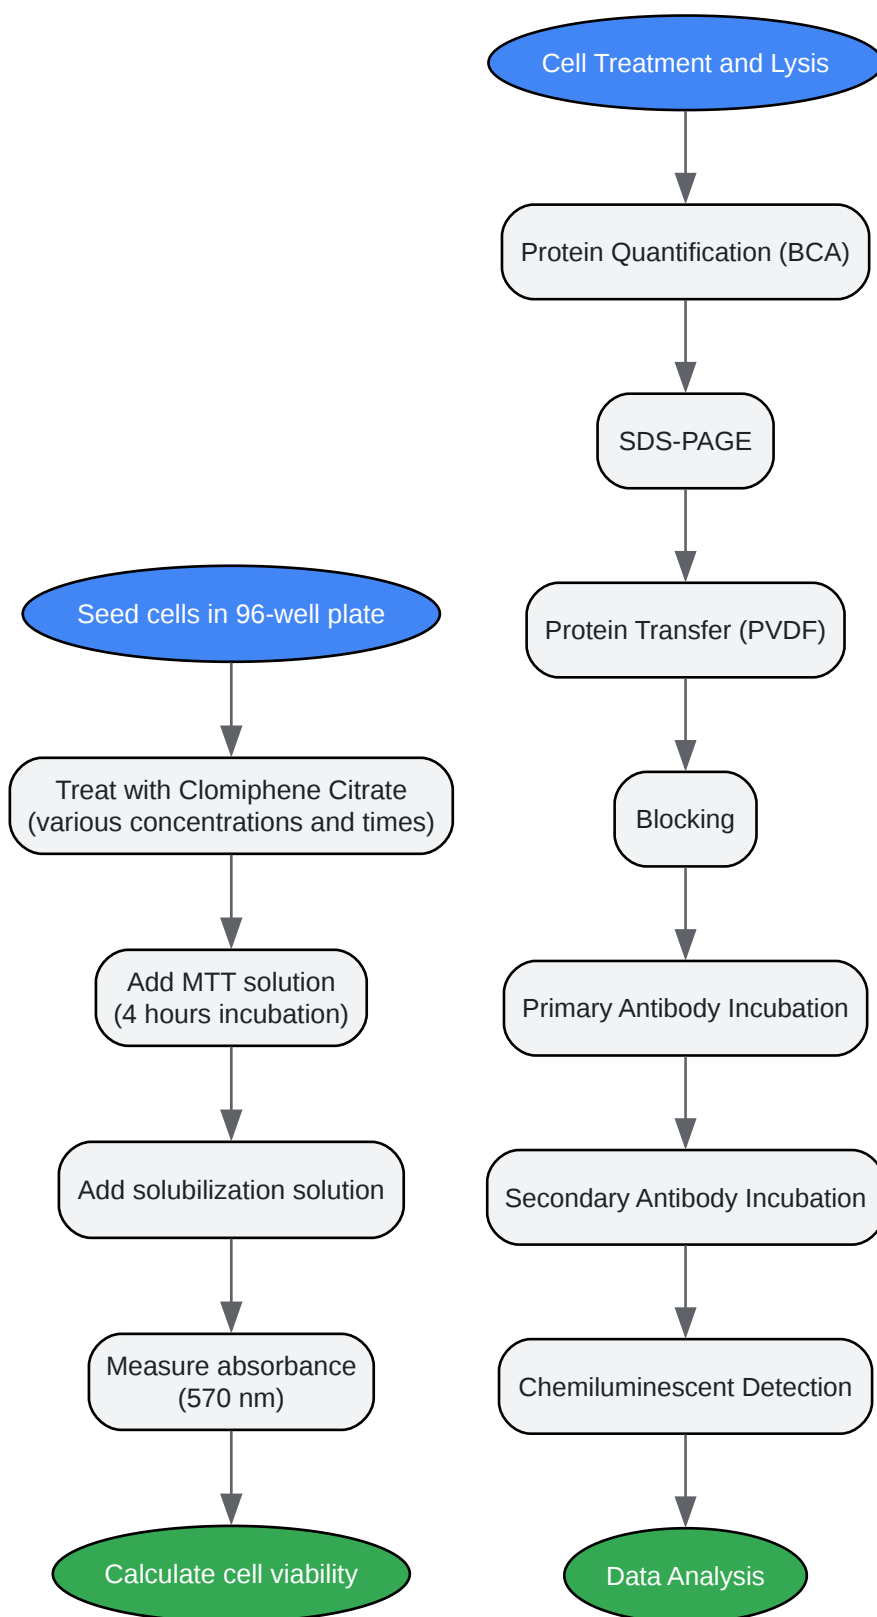 Seed cells in 96-well plate
Treat with Clomiphene Citrate
(various concentrations and times)
Add MTT solution
(4 hours incubation)
Add solubilization solution
Measure absorbance
(570 nm)
Calculate cell viability
Cell Treatment and Lysis
Protein Quantification (BCA)
SDS-PAGE
Protein Transfer (PVDF)
Blocking
Primary Antibody Incubation
Secondary Antibody Incubation
Chemiluminescent Detection
Data Analysis